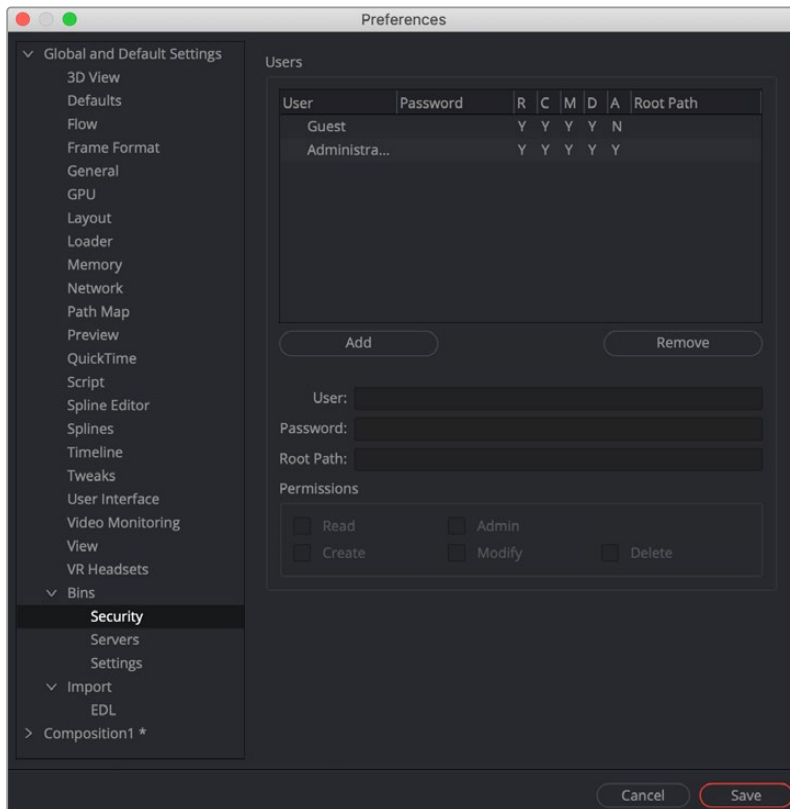 Preferences
Global and Default Settings
3D View
Defaults
Flow
Frame Format
General
GPU
Layout
Loader
Memory
Network
Path Map
Preview
QuickTime
Script
Spline Editor
Splines
Timeline
Tweaks
User Interface
Video Monitoring
View
VR Headsets
Bins
Security
Servers
Settings
Import
EDL
Composition1 *
Users
User Password R C M D A Root Path
Guest Y Y Y Y N
Administra... Y Y Y Y Y
Add Remove
User:
Password:
Root Path:
Permissions
Read Admin
Create Modify Delete
Cancel Save